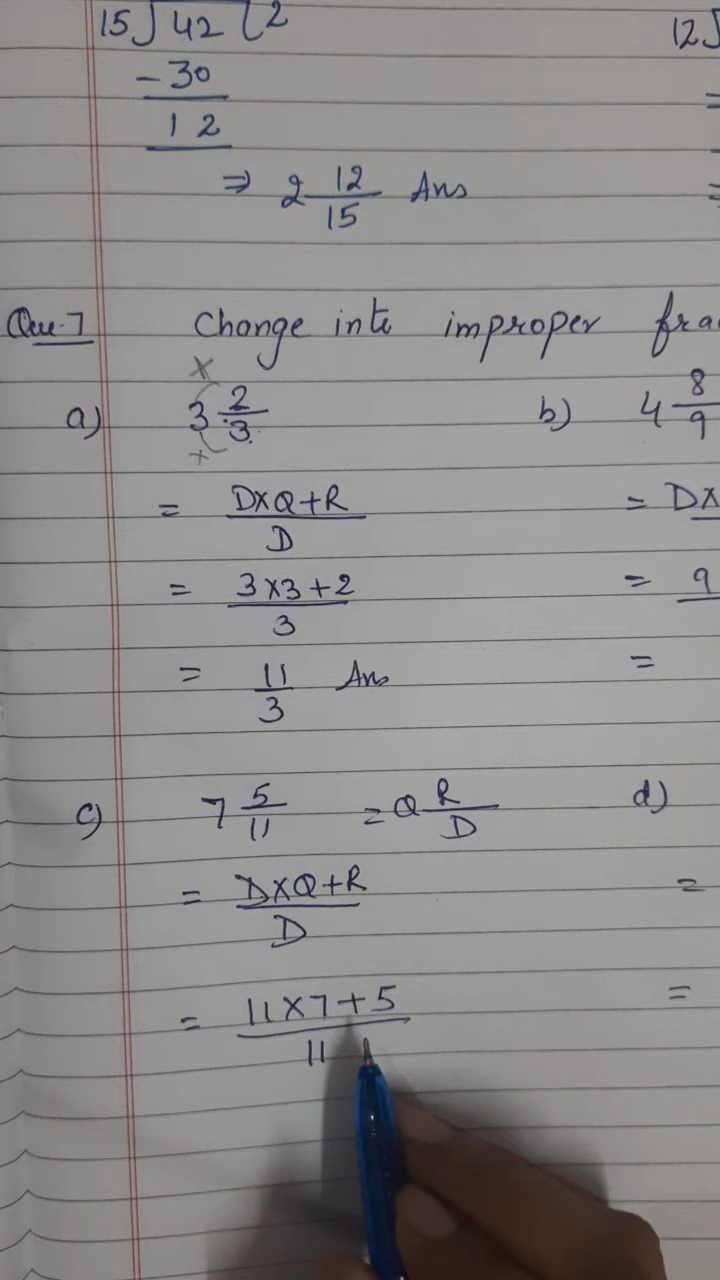 15)42(2
-30
12
⇒ 2 12/15 Ans
12)
=
=
Que.7 Change into improper fra
a) 3 2/3
b) 4 8/9
= D×Q+R/D
= D×
= 3×3+2/3
= 9
= 11/3 Ans
=
c) 7 5/11 = Q R/D
d)
= D×Q+R/D
=
= 11×7+5/11
=